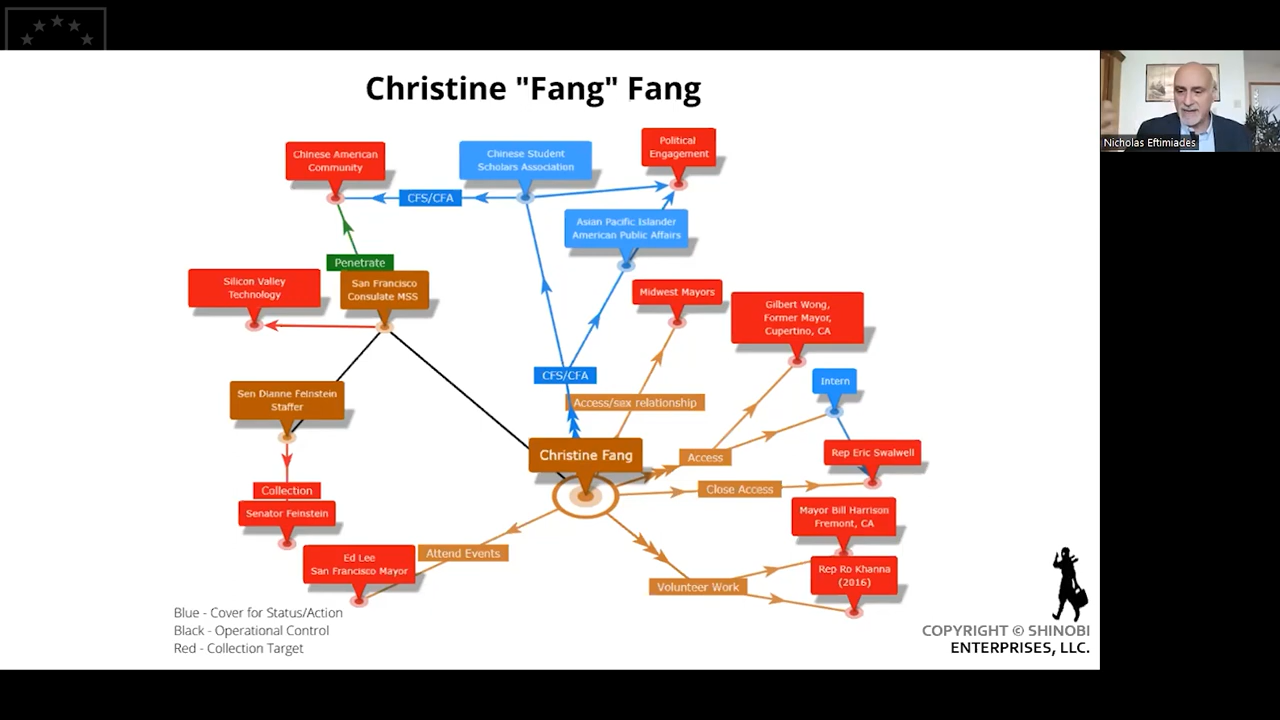 Christine "Fang" Fang
Nicholas Eftimiades
Chinese American
Community
Chinese Student
Scholars Association
Political
Engagement
CFS/CFA
Asian Pacific Islander
American Public Affairs
Penetrate
Silicon Valley
Technology
San Francisco
Consulate MSS
Midwest Mayors
Gilbert Wong,
Former Mayor,
Cupertino, CA
CFS/CFA
Intern
Sen Dianne Feinstein
Staffer
Access/sex relationship
Christine Fang
Access
Rep Eric Swalwell
Collection
Close Access
Senator Feinstein
Mayor Bill Harrison
Fremont, CA
Ed Lee
San Francisco Mayor
Attend Events
Rep Ro Khanna
(2016)
Volunteer Work
Blue - Cover for Status/Action
Black - Operational Control
Red - Collection Target
COPYRIGHT © SHINOBI
ENTERPRISES, LLC.